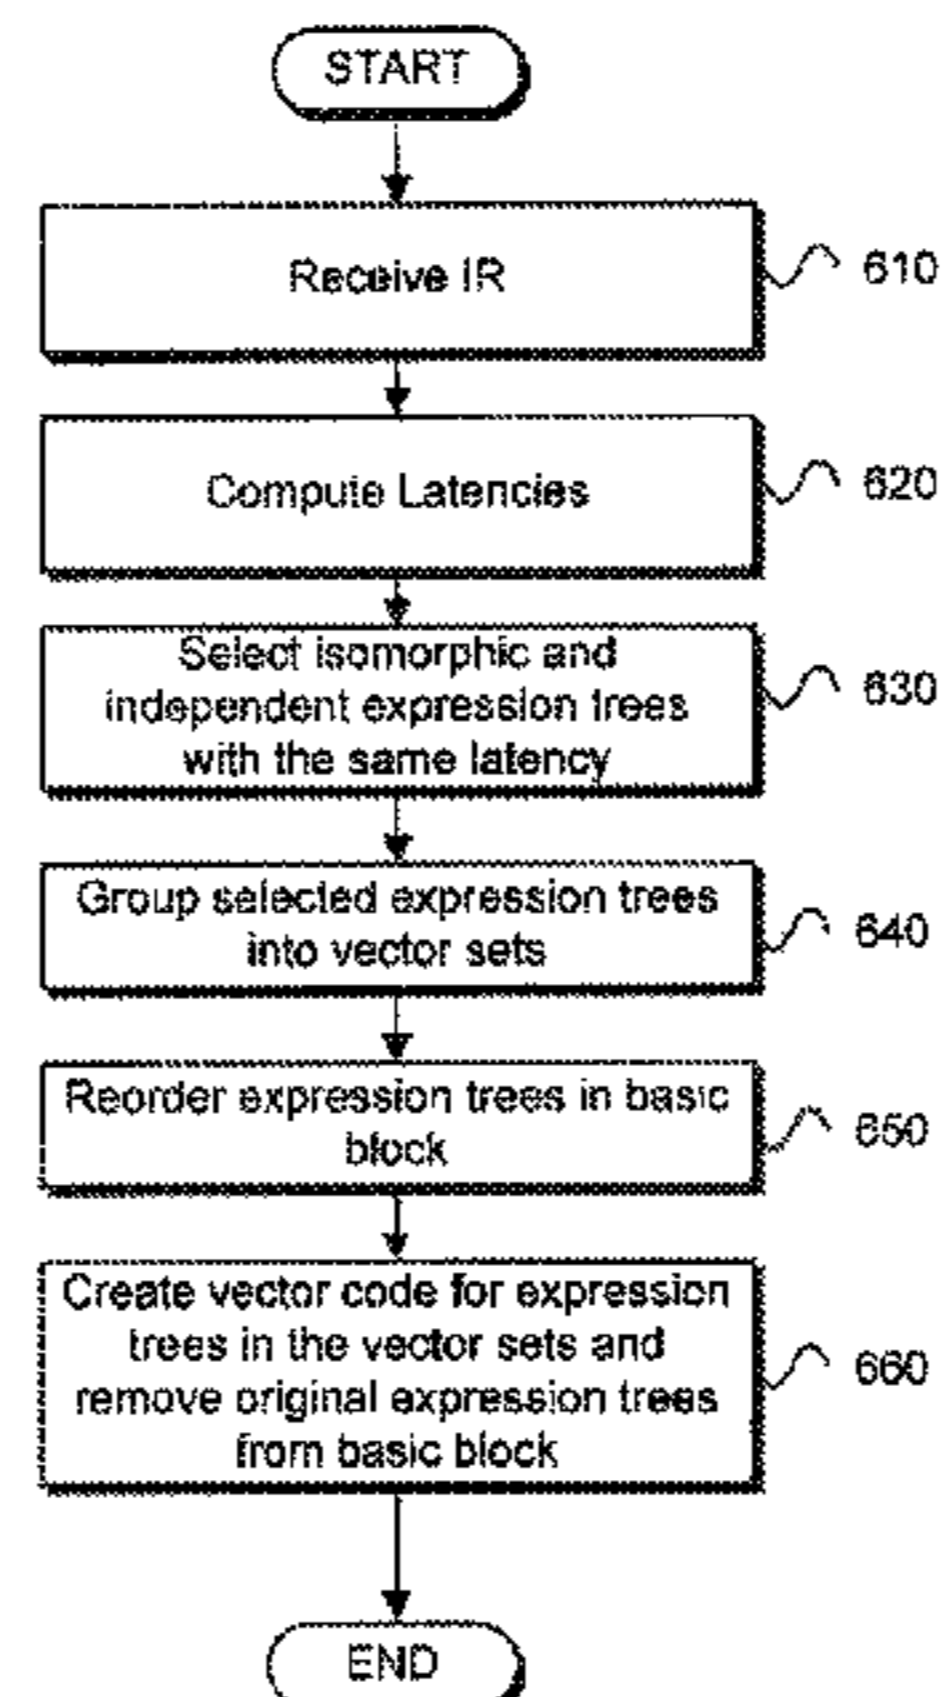 START
Receive IR
610
Compute Latencies
620
Select isomorphic and
independent expression trees
with the same latency
630
Group selected expression trees
into vector sets
640
Reorder expression trees in basic
block
650
Create vector code for expression
trees in the vector sets and
remove original expression trees
from basic block
660
END